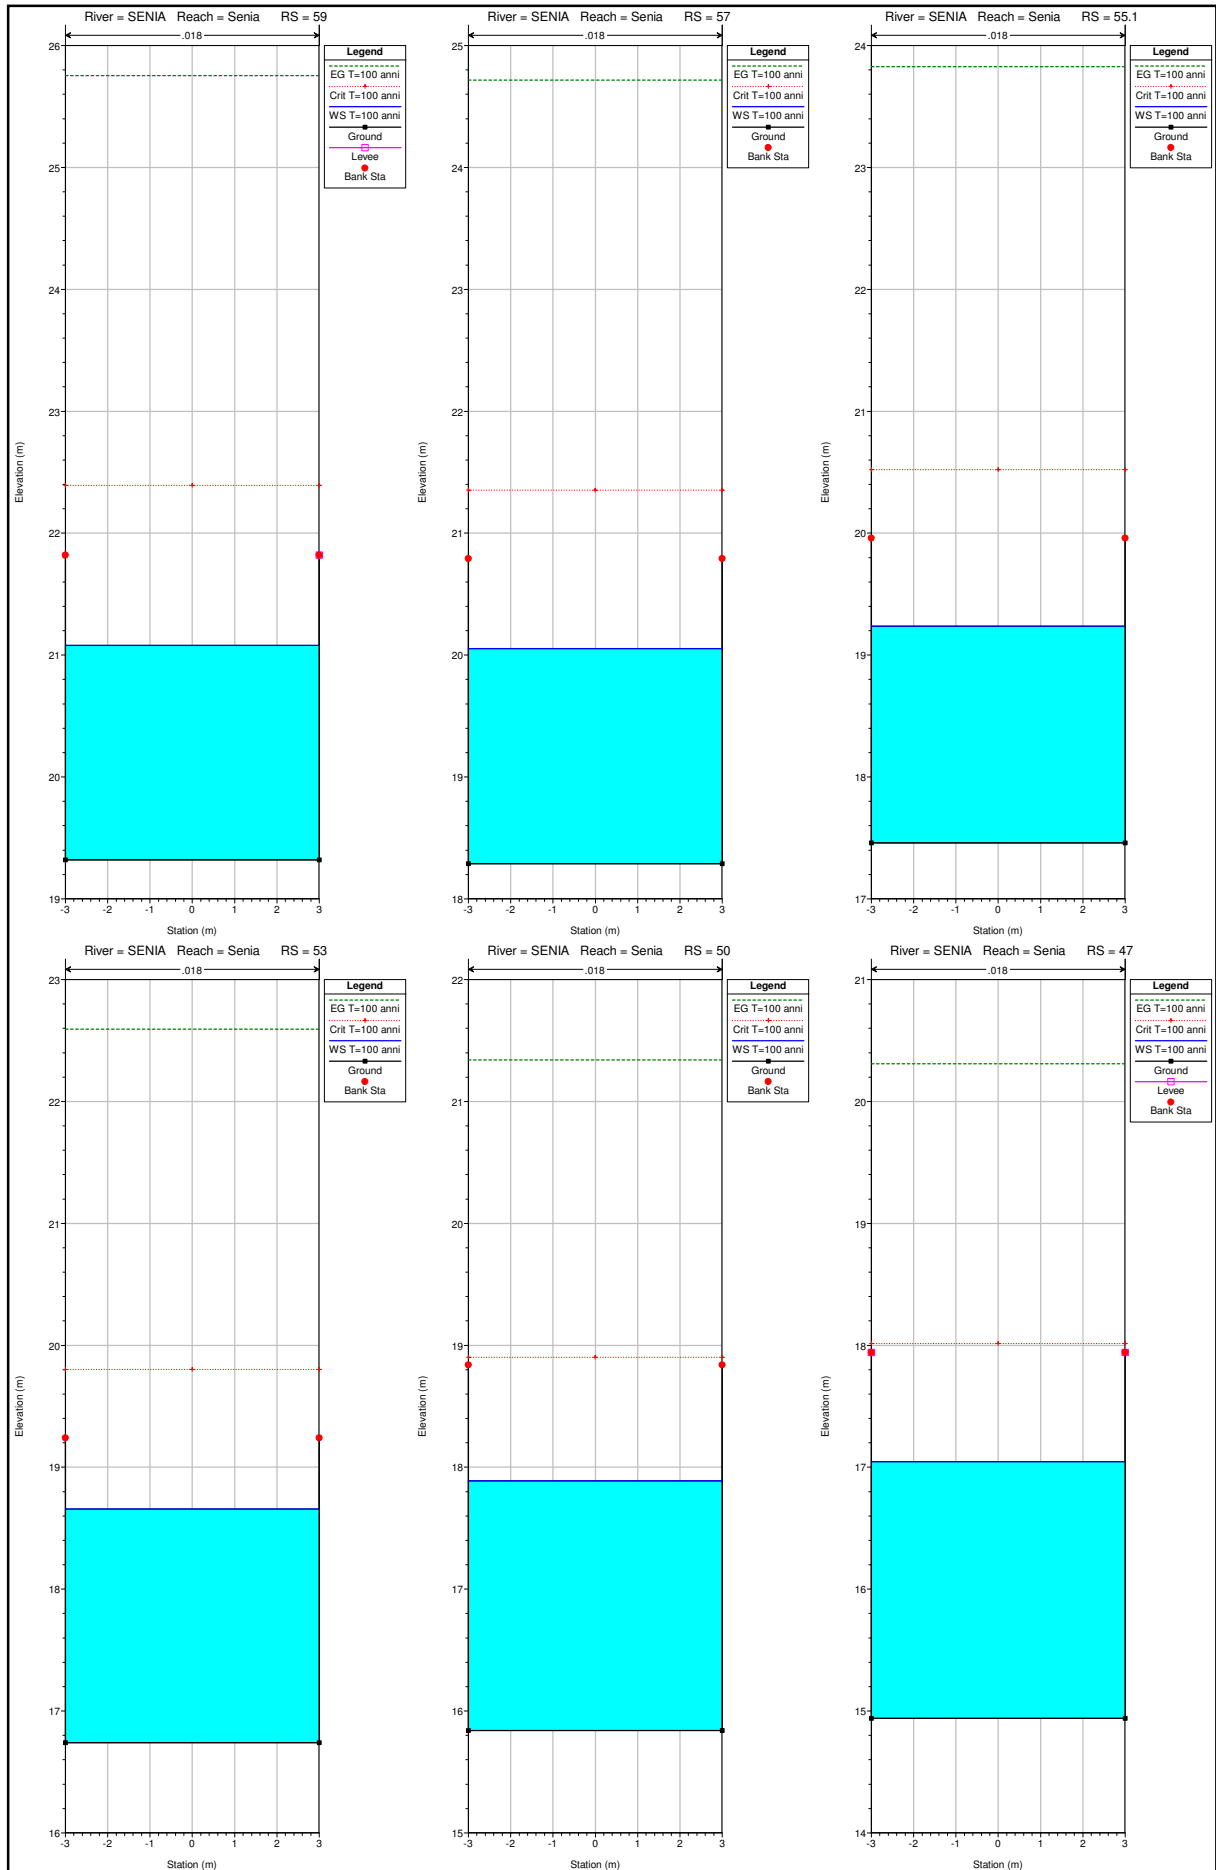 River = SENIA Reach = Senia RS = 59
.018
Legend
EG T=100 anni
Crit T=100 anni
WS T=100 anni
Ground
Levee
Bank Sta
Elevation (m)
26
25
24
23
22
21
20
19
-3 -2 -1 0 1 2 3
Station (m)
River = SENIA Reach = Senia RS = 57
.018
Legend
EG T=100 anni
Crit T=100 anni
WS T=100 anni
Ground
Bank Sta
Elevation (m)
25
24
23
22
21
20
19
18
-3 -2 -1 0 1 2 3
Station (m)
River = SENIA Reach = Senia RS = 55.1
.018
Legend
EG T=100 anni
Crit T=100 anni
WS T=100 anni
Ground
Bank Sta
Elevation (m)
24
23
22
21
20
19
18
17
-3 -2 -1 0 1 2 3
Station (m)
River = SENIA Reach = Senia RS = 53
.018
Legend
EG T=100 anni
Crit T=100 anni
WS T=100 anni
Ground
Bank Sta
Elevation (m)
23
22
21
20
19
18
17
16
-3 -2 -1 0 1 2 3
Station (m)
River = SENIA Reach = Senia RS = 50
.018
Legend
EG T=100 anni
Crit T=100 anni
WS T=100 anni
Ground
Bank Sta
Elevation (m)
22
21
20
19
18
17
16
15
-3 -2 -1 0 1 2 3
Station (m)
River = SENIA Reach = Senia RS = 47
.018
Legend
EG T=100 anni
Crit T=100 anni
WS T=100 anni
Ground
Levee
Bank Sta
Elevation (m)
21
20
19
18
17
16
15
14
-3 -2 -1 0 1 2 3
Station (m)